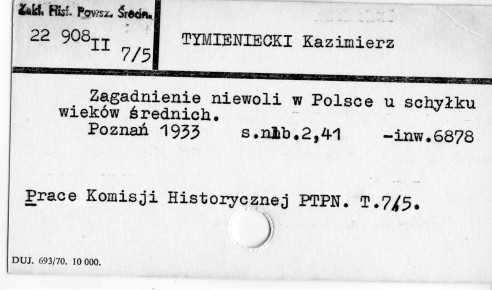 Zakł. Hist. Powsz. Średn.
22 908 II 7/5
TYMIENIECKI Kazimierz
Zagadnienie niewoli w Polsce u schyłku
wieków średnich.
Poznań 1933 s.nlb.2,41 -inw.6878
Prace Komisji Historycznej PTPN. T.7/5.
DUJ. 693/70. 10 000.